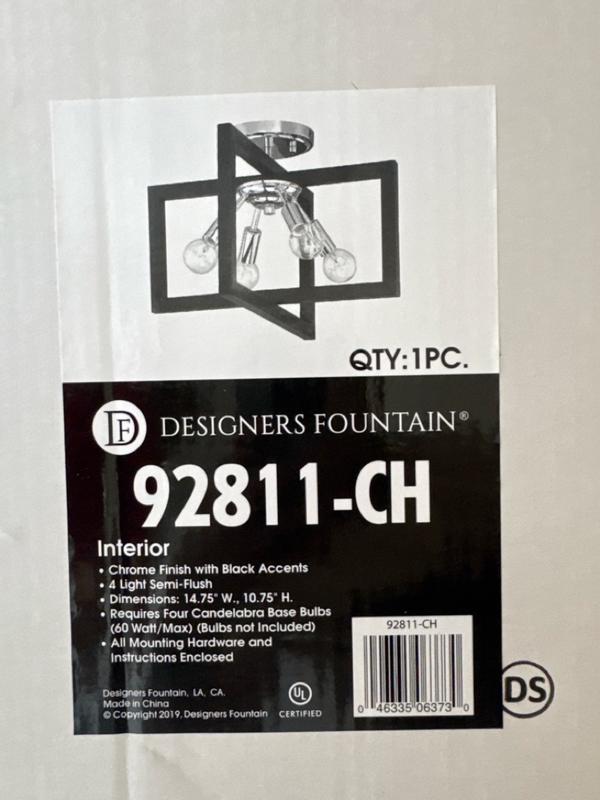 QTY:1PC.
DF DESIGNERS FOUNTAIN®
92811-CH
Interior
• Chrome Finish with Black Accents
• 4 Light Semi-Flush
• Dimensions: 14.75" W., 10.75" H.
• Requires Four Candelabra Base Bulbs
(60 Watt/Max) (Bulbs not Included)
• All Mounting Hardware and
Instructions Enclosed
92811-CH
0 46335 06373 0
Designers Fountain, LA, CA.
Made in China
© Copyright 2019, Designers Fountain
UL
CERTIFIED
DS